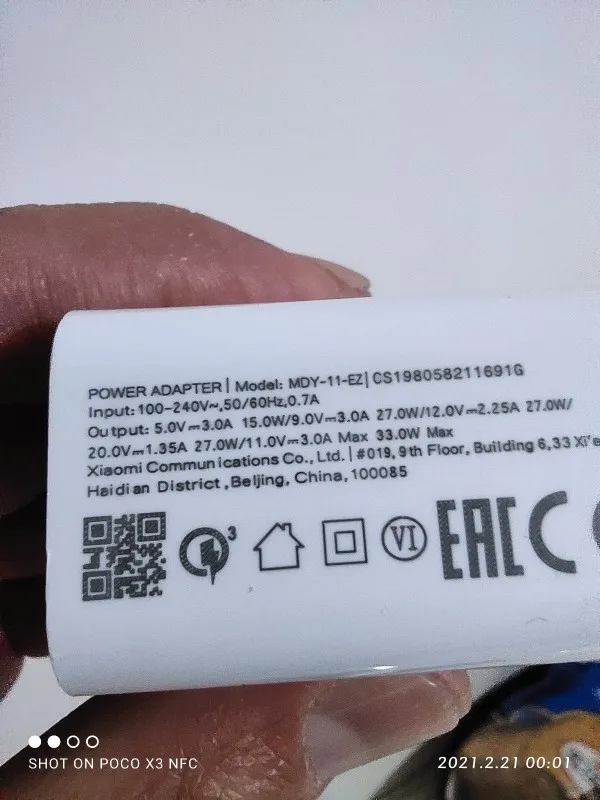 POWER ADAPTER | Model: MDY-11-EZ | CS198058211691G
Input: 100-240V~,50/60Hz,0.7A
Output: 5.0V⎓3.0A 15.0W/9.0V⎓3.0A 27.0W/12.0V⎓2.25A 27.0W/
20.0V⎓1.35A 27.0W/11.0V⎓3.0A Max 33.0W Max
Xiaomi Communications Co., Ltd. | #019, 9th Floor, Building 6,33 Xi'e
Haidian District ,Beijing, China,100085
3 VI EAC C
SHOT ON POCO X3 NFC
2021.2.21 00:01